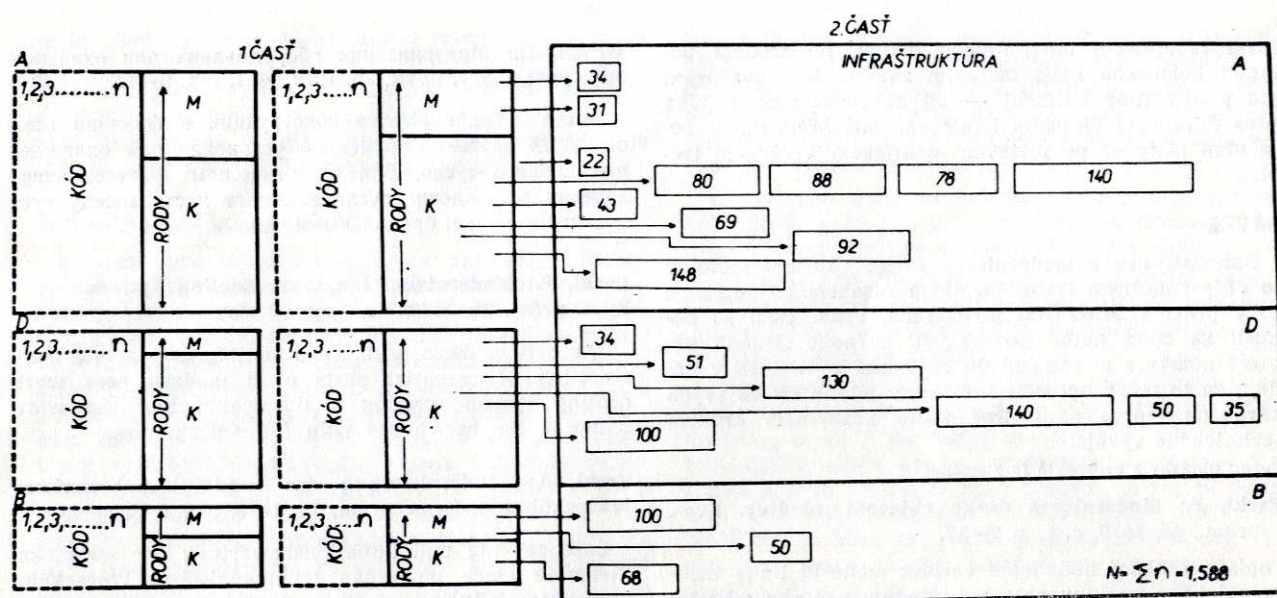 1 ČASŤ
2. ČASŤ
INFRAŠTRUKTÚRA
A
A
1,2,3........n
KÓD
RODY
M
K
1,2,3.....n
KÓD
RODY
M
K
34
31
22
80
88
78
140
43
69
92
148
D
D
1,2,3........n
KÓD
RODY
M
K
1,2,3........n
KÓD
RODY
M
K
34
51
130
140
50
35
100
B
B
1,2,3,.....n
KÓD
RODY
M
K
1,2,3,.....n
KÓD
RODY
M
K
100
50
68
N = Σ n = 1,588